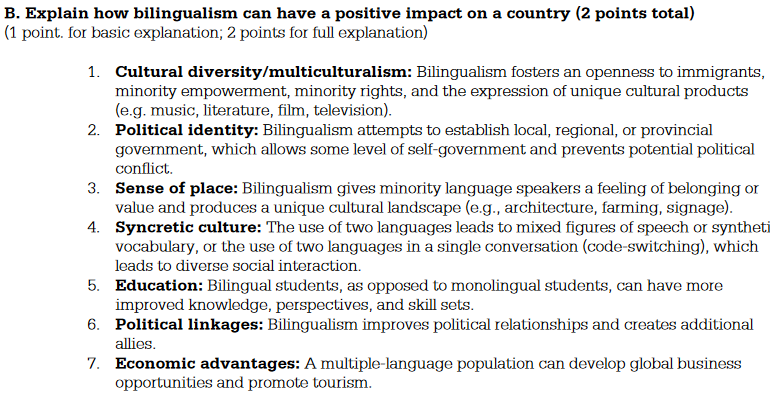 B. Explain how bilingualism can have a positive impact on a country (2 points total)
(1 point. for basic explanation; 2 points for full explanation)
1. Cultural diversity/multiculturalism: Bilingualism fosters an openness to immigrants,
minority empowerment, minority rights, and the expression of unique cultural products
(e.g. music, literature, film, television).
2. Political identity: Bilingualism attempts to establish local, regional, or provincial
government, which allows some level of self-government and prevents potential political
conflict.
3. Sense of place: Bilingualism gives minority language speakers a feeling of belonging or
value and produces a unique cultural landscape (e.g., architecture, farming, signage).
4. Syncretic culture: The use of two languages leads to mixed figures of speech or syntheti
vocabulary, or the use of two languages in a single conversation (code-switching), which
leads to diverse social interaction.
5. Education: Bilingual students, as opposed to monolingual students, can have more
improved knowledge, perspectives, and skill sets.
6. Political linkages: Bilingualism improves political relationships and creates additional
allies.
7. Economic advantages: A multiple-language population can develop global business
opportunities and promote tourism.